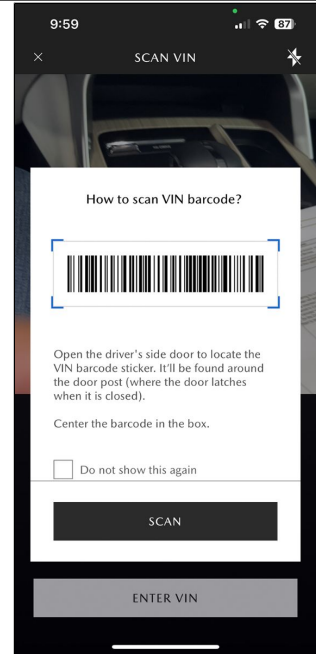 9:59
87
SCAN VIN
How to scan VIN barcode?
Open the driver's side door to locate the
VIN barcode sticker. It'll be found around
the door post (where the door latches
when it is closed).
Center the barcode in the box.
Do not show this again
SCAN
ENTER VIN